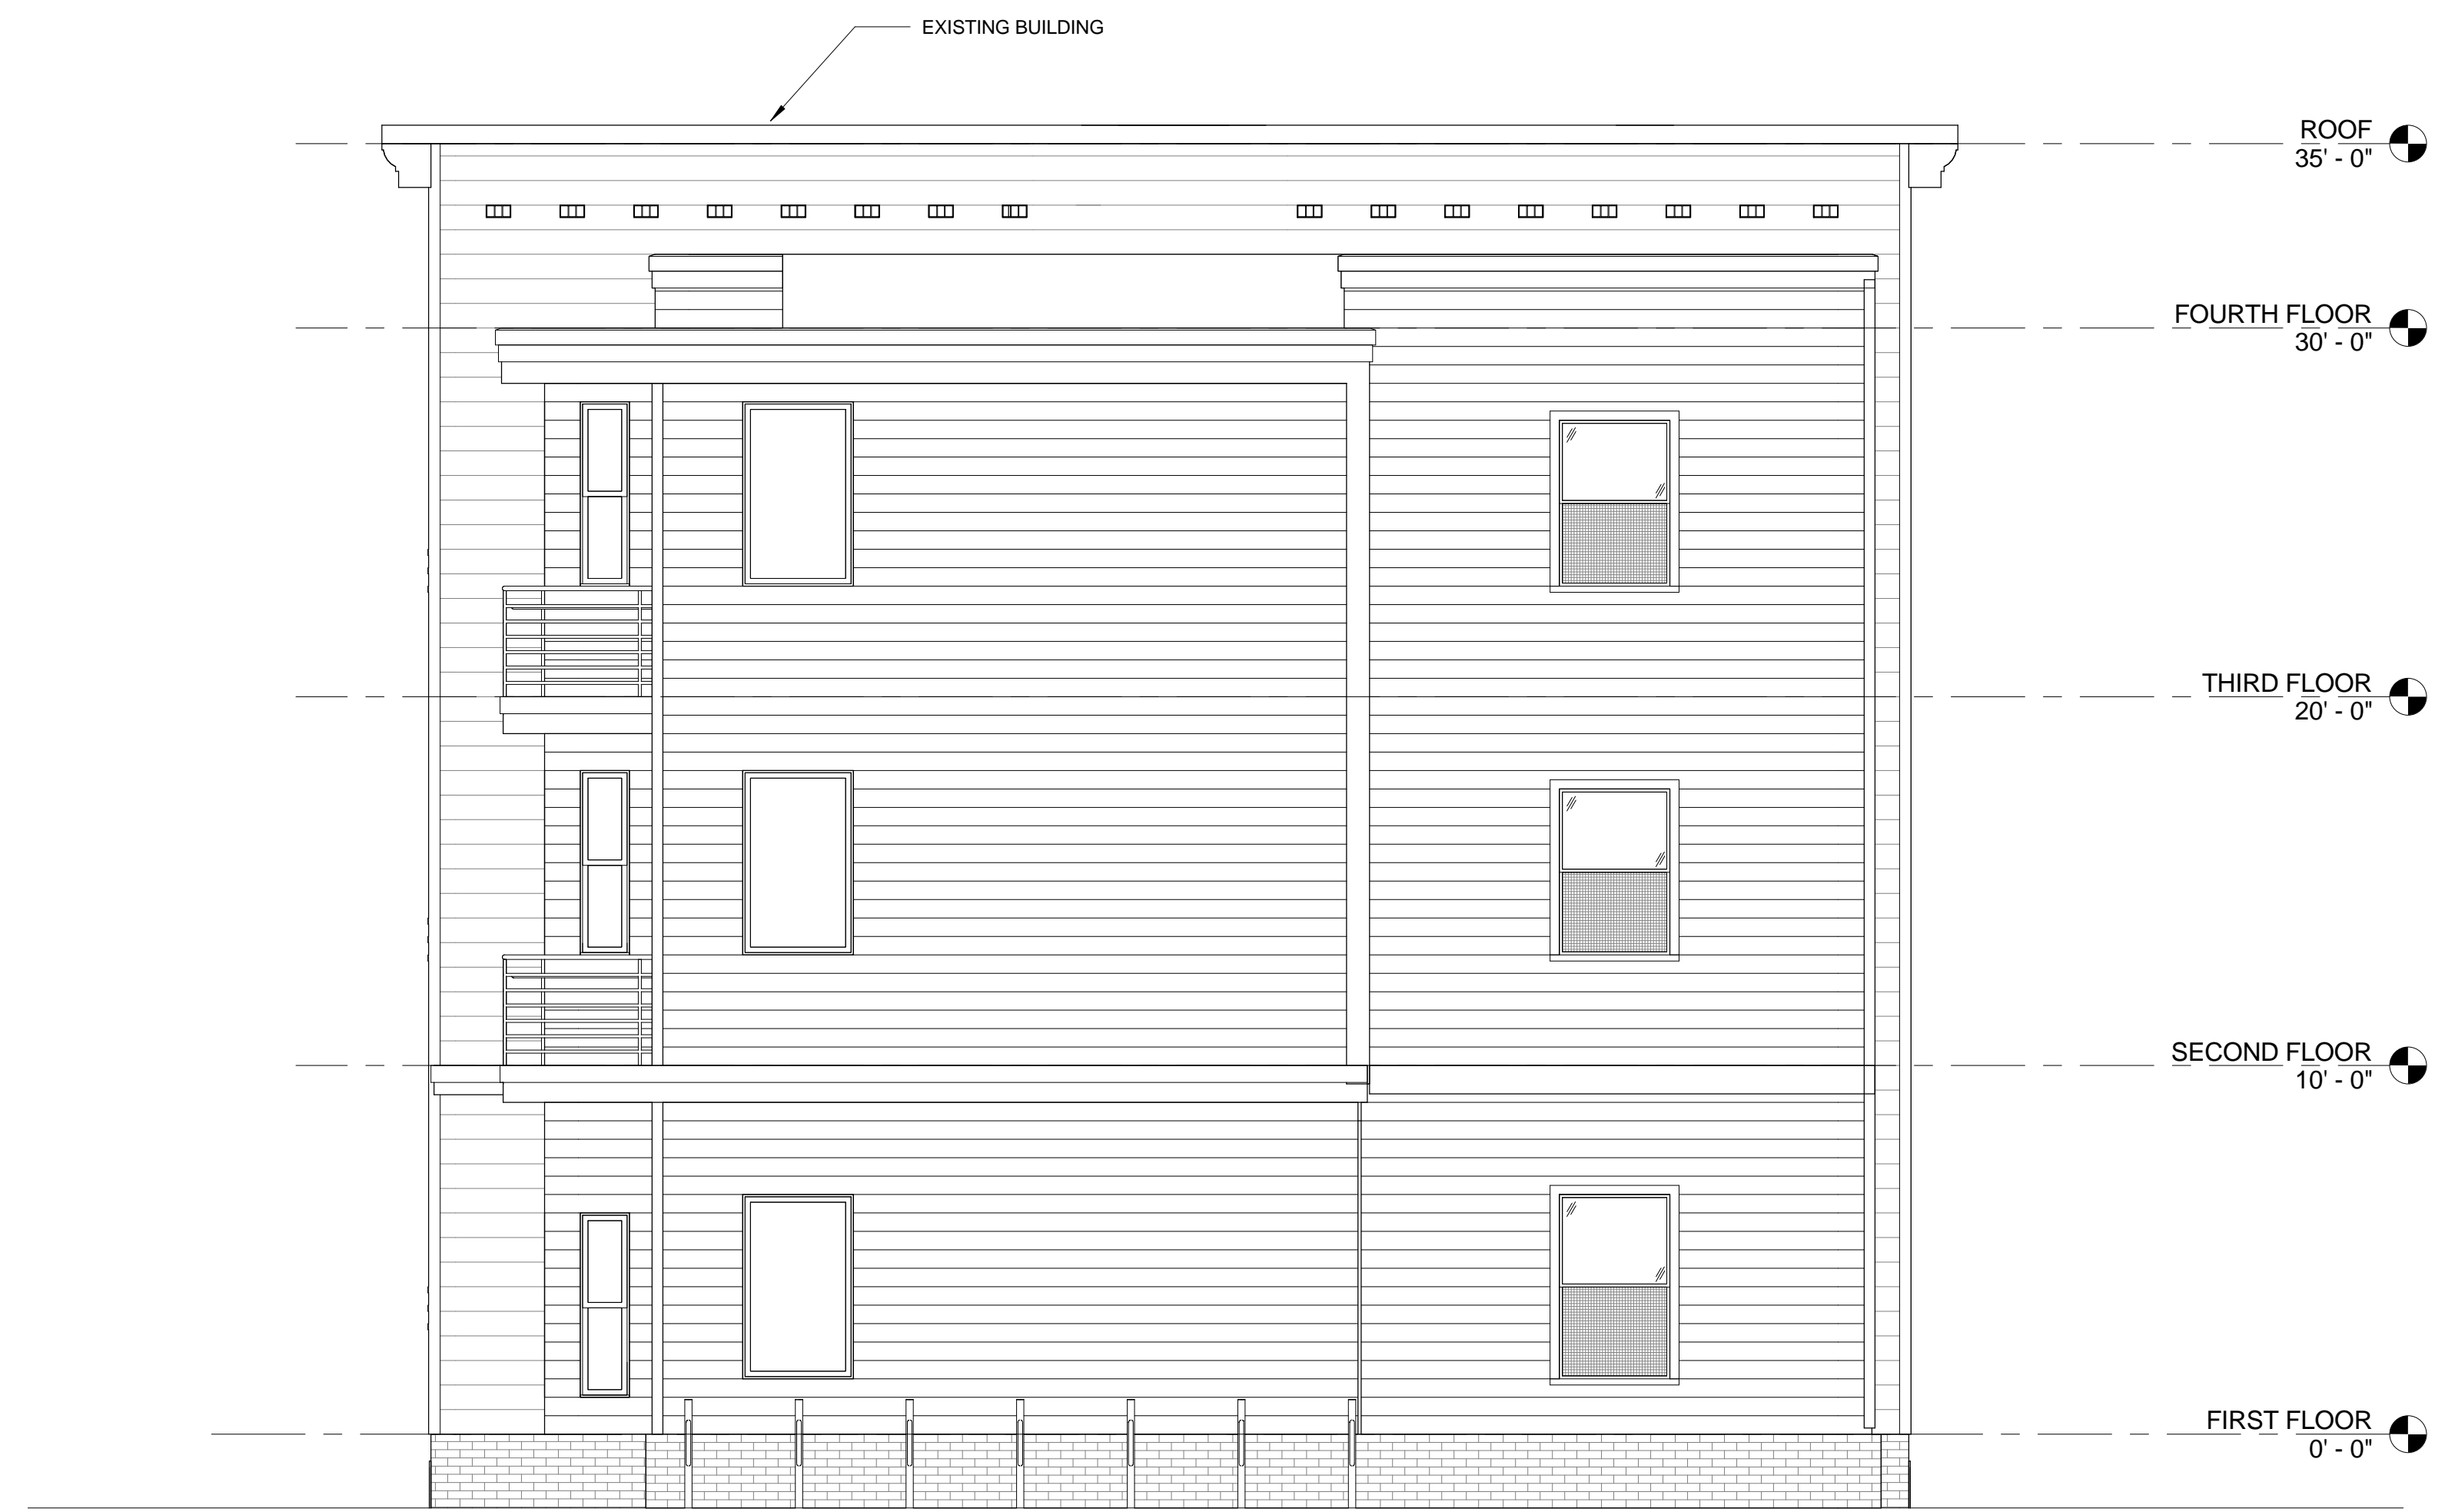 EXISTING BUILDING
ROOF
35' - 0"
FOURTH FLOOR
30' - 0"
THIRD FLOOR
20' - 0"
SECOND FLOOR
10' - 0"
FIRST FLOOR
0' - 0"